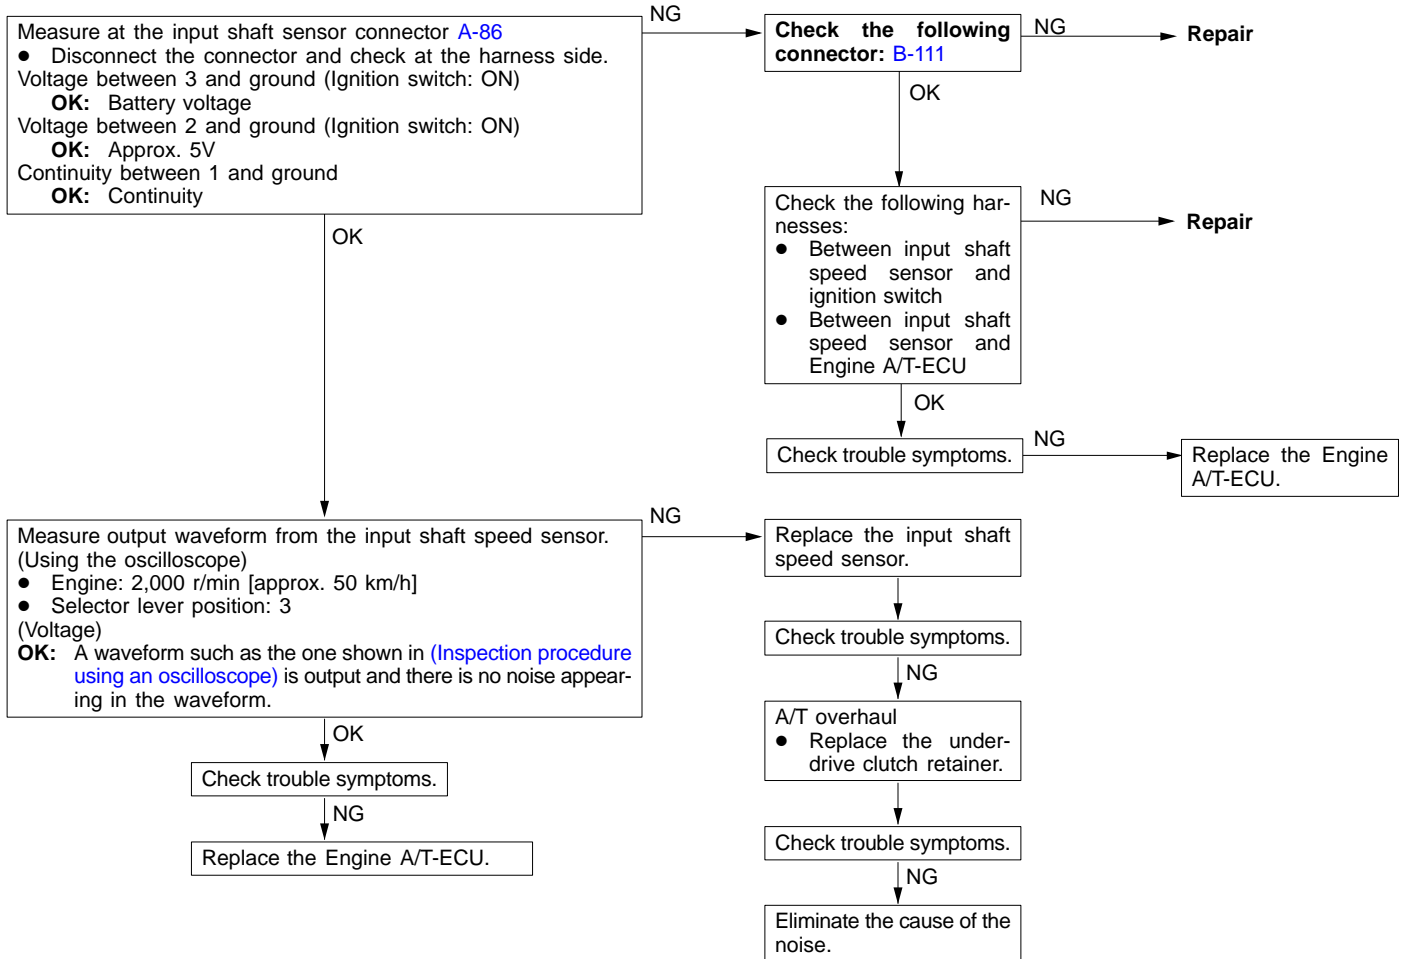 Measure at the input shaft sensor connector A-86
● Disconnect the connector and check at the harness side.
Voltage between 3 and ground (Ignition switch: ON)
OK: Battery voltage
Voltage between 2 and ground (Ignition switch: ON)
OK: Approx. 5V
Continuity between 1 and ground
OK: Continuity
NG
Check the following
connector: B-111
NG
Repair
OK
Check the following har-
nesses:
● Between input shaft
speed sensor and
ignition switch
● Between input shaft
speed sensor and
Engine A/T-ECU
NG
Repair
OK
Check trouble symptoms.
NG
Replace the Engine
A/T-ECU.
OK
Measure output waveform from the input shaft speed sensor.
(Using the oscilloscope)
● Engine: 2,000 r/min [approx. 50 km/h]
● Selector lever position: 3
(Voltage)
OK: A waveform such as the one shown in (Inspection procedure
using an oscilloscope) is output and there is no noise appear-
ing in the waveform.
NG
Replace the input shaft
speed sensor.
Check trouble symptoms.
NG
A/T overhaul
● Replace the under-
drive clutch retainer.
Check trouble symptoms.
NG
Eliminate the cause of the
noise.
OK
Check trouble symptoms.
NG
Replace the Engine A/T-ECU.